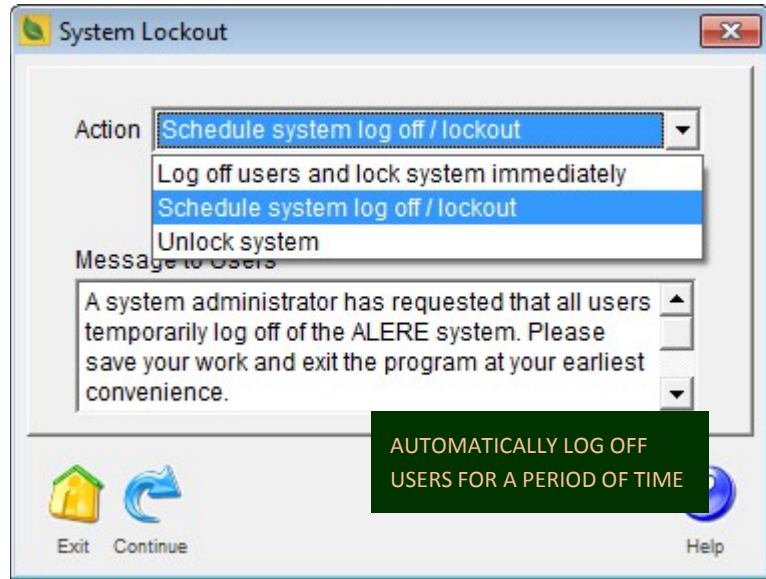 System Lockout
Action Schedule system log off / lockout
Log off users and lock system immediately
Schedule system log off / lockout
Unlock system
Message to Users
A system administrator has requested that all users
temporarily log off of the ALERE system. Please
save your work and exit the program at your earliest
convenience.
AUTOMATICALLY LOG OFF
USERS FOR A PERIOD OF TIME
Exit Continue Help